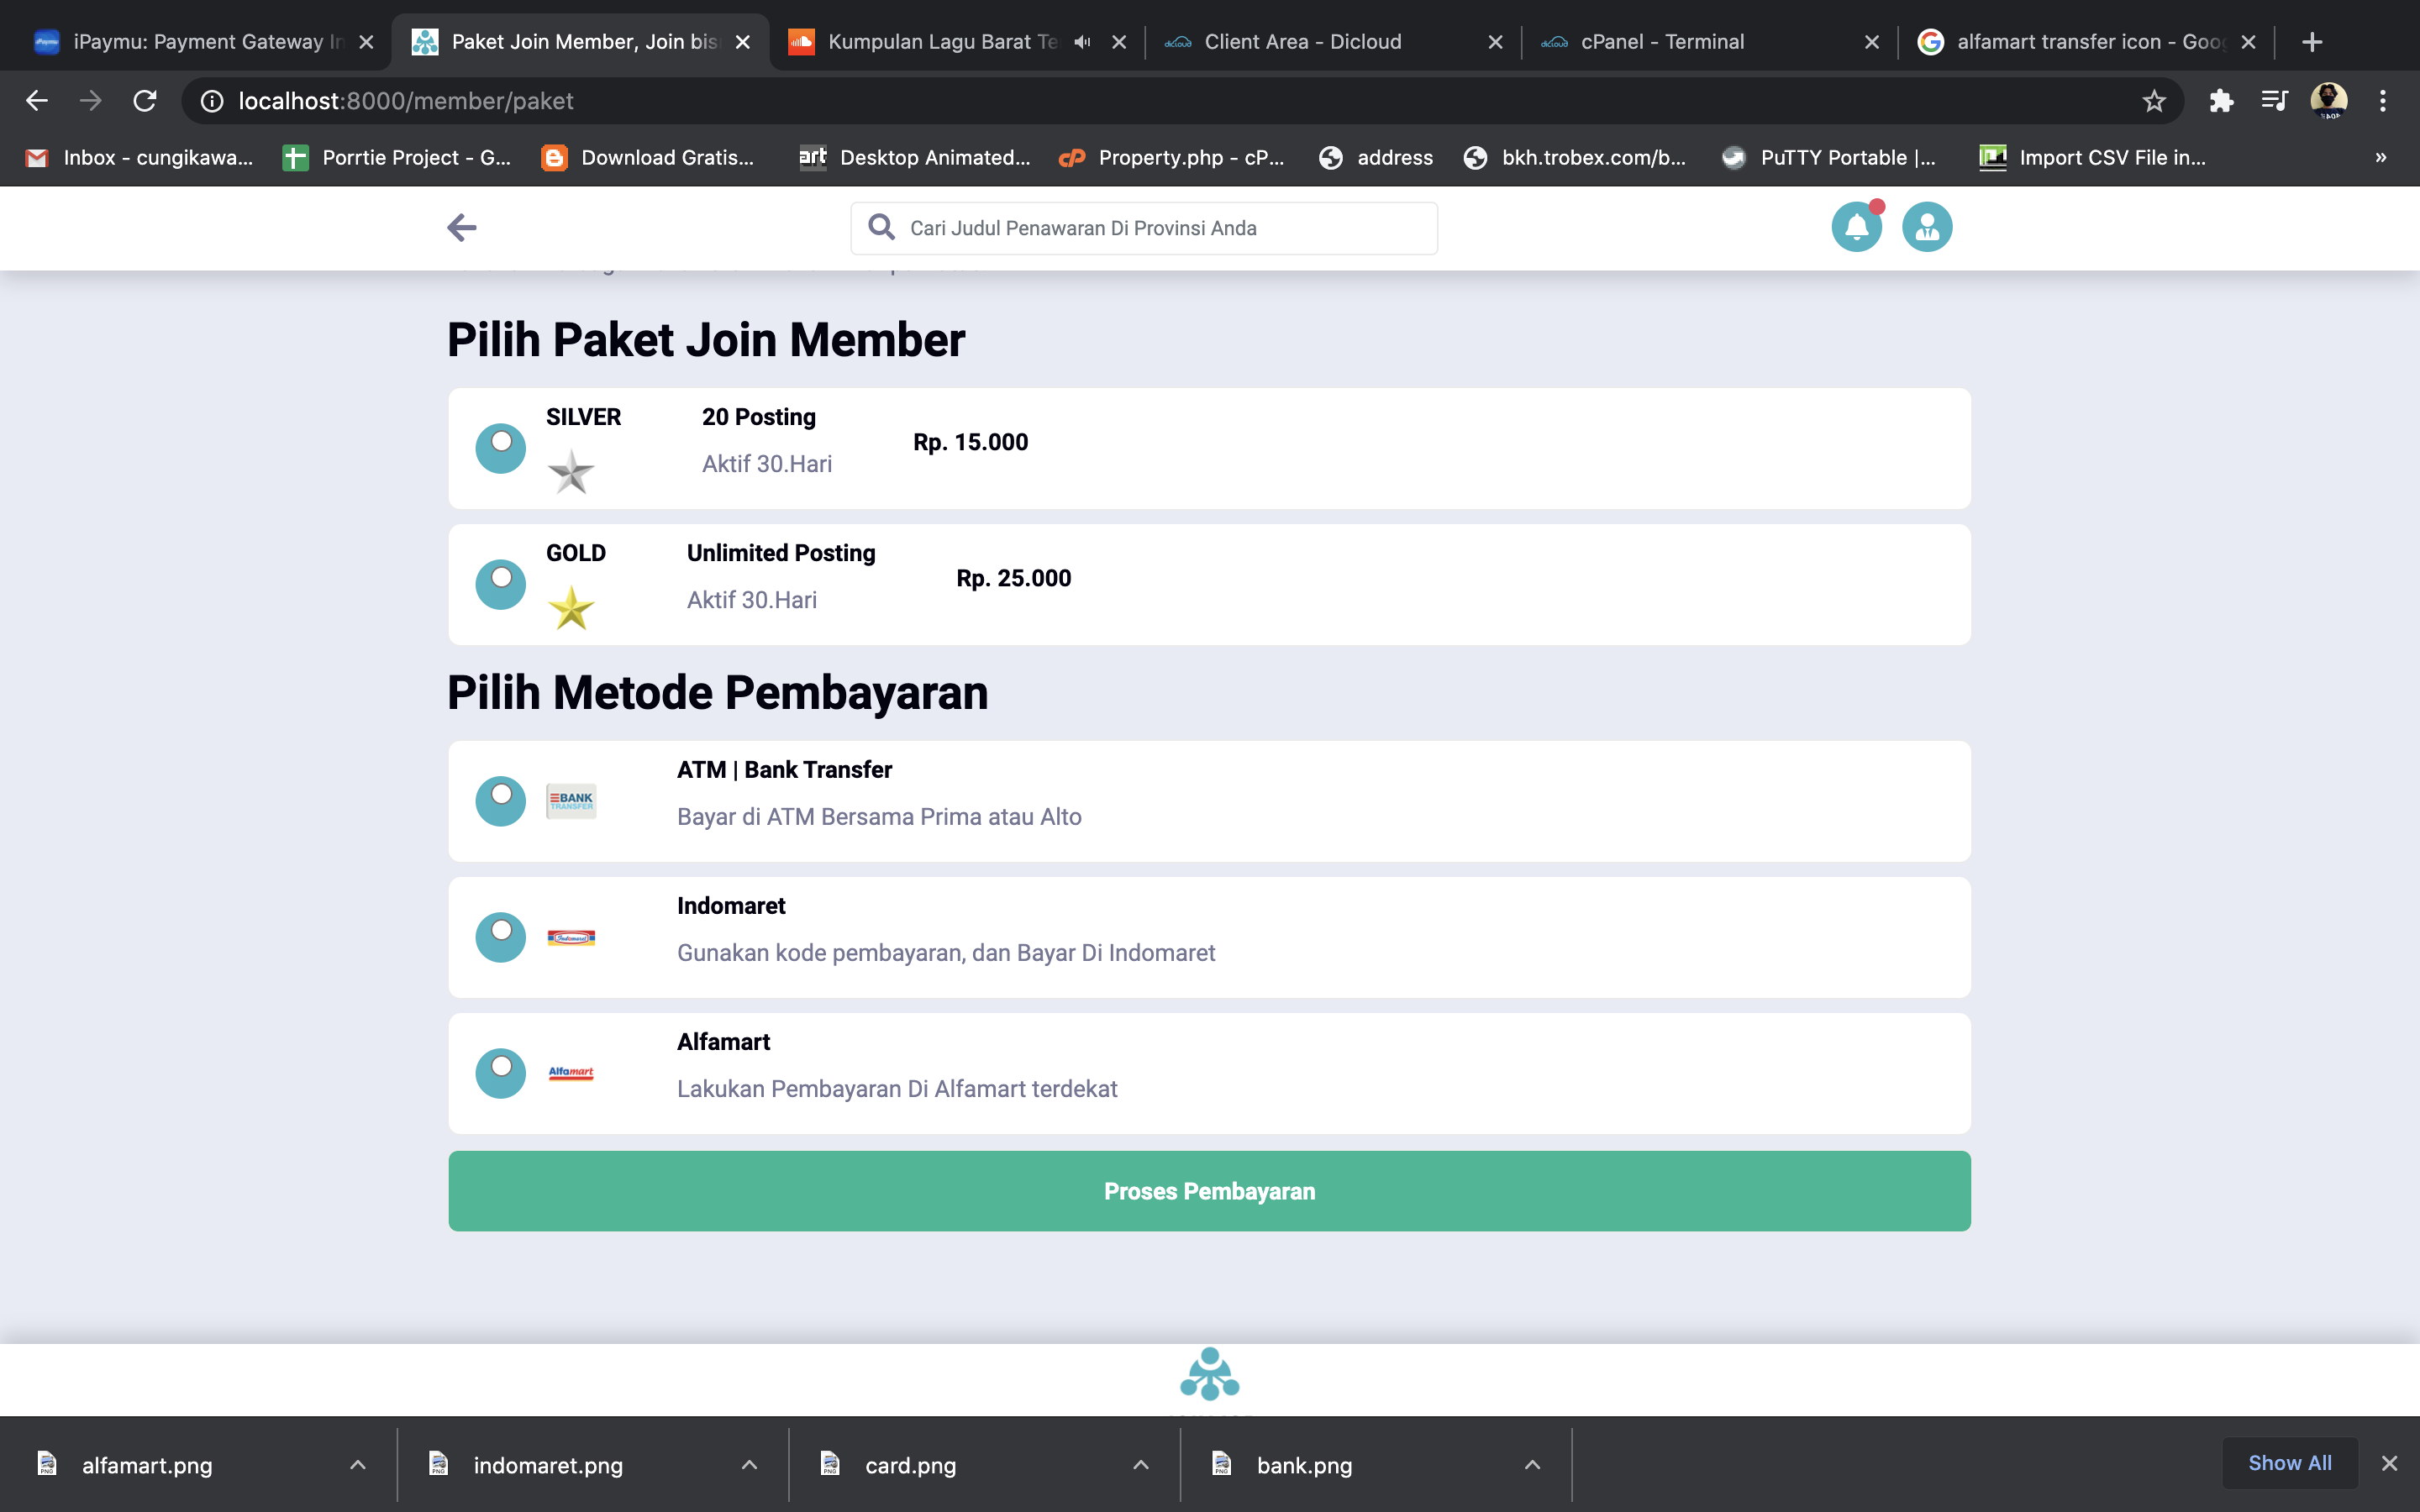 iPaymu: Payment Gateway In
Paket Join Member, Join bisn
Kumpulan Lagu Barat Te
Client Area - Dicloud
cPanel - Terminal
alfamart transfer icon - Goog
localhost:8000/member/paket
Inbox - cungikawa...
Porrtie Project - G...
Download Gratis...
art
Desktop Animated...
cP
Property.php - cP...
address
bkh.trobex.com/b...
PuTTY Portable |...
Import CSV File in...
»
Cari Judul Penawaran Di Provinsi Anda
Pilih Paket Join Member
SILVER
20 Posting
Aktif 30.Hari
Rp. 15.000
GOLD
Unlimited Posting
Aktif 30.Hari
Rp. 25.000
Pilih Metode Pembayaran
BANK
TRANSFER
ATM | Bank Transfer
Bayar di ATM Bersama Prima atau Alto
Indomaret
Indomaret
Gunakan kode pembayaran, dan Bayar Di Indomaret
Alfamart
Alfamart
Lakukan Pembayaran Di Alfamart terdekat
Proses Pembayaran
alfamart.png
indomaret.png
card.png
bank.png
Show All